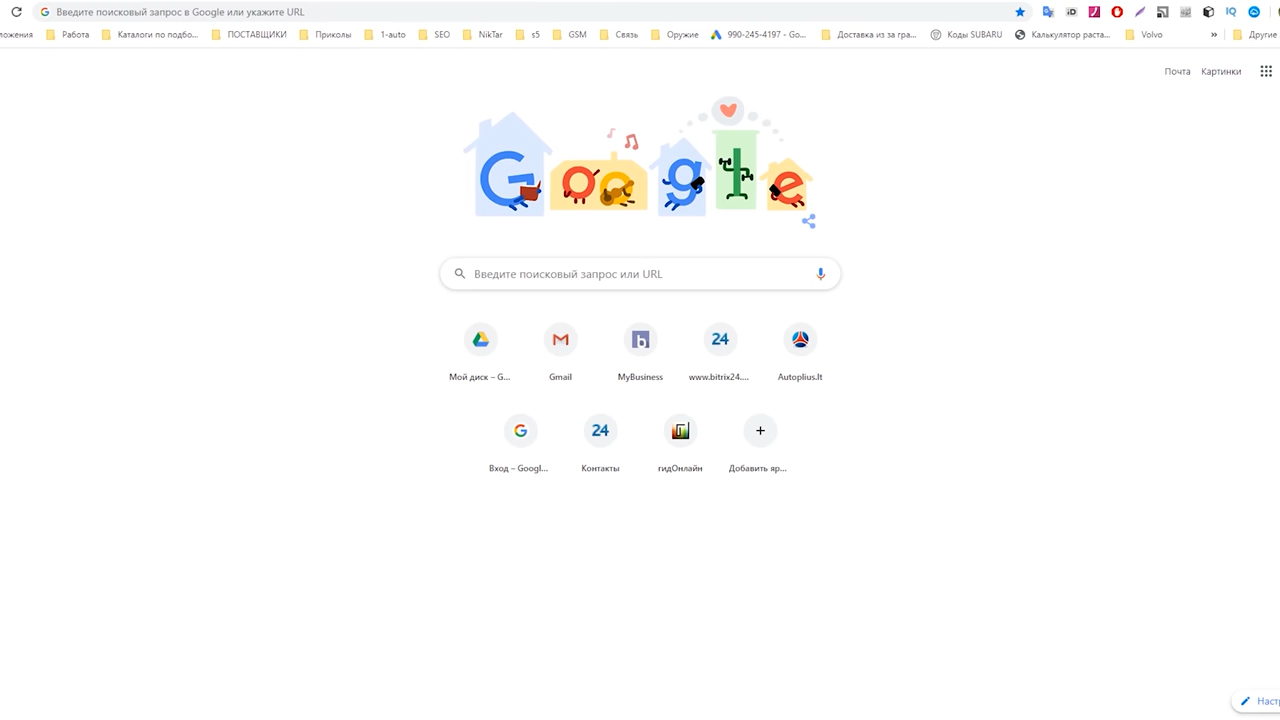 Введите поисковый запрос в Google или укажите URL
ложения Работа Каталоги по подбо... ПОСТАВЩИКИ Приколы 1-auto SEO NikTar s5 GSM Связь Оружие 990-245-4197 - Go... Доставка из за гра... Коды SUBARU Калькулятор раста... Volvo » Другие
Почта Картинки
Google
Введите поисковый запрос или URL
Мой диск – G... Gmail MyBusiness www.bitrix24.... Autoplius.lt
Вход – Googl... Контакты гидОнлайн Добавить яр...
Наст